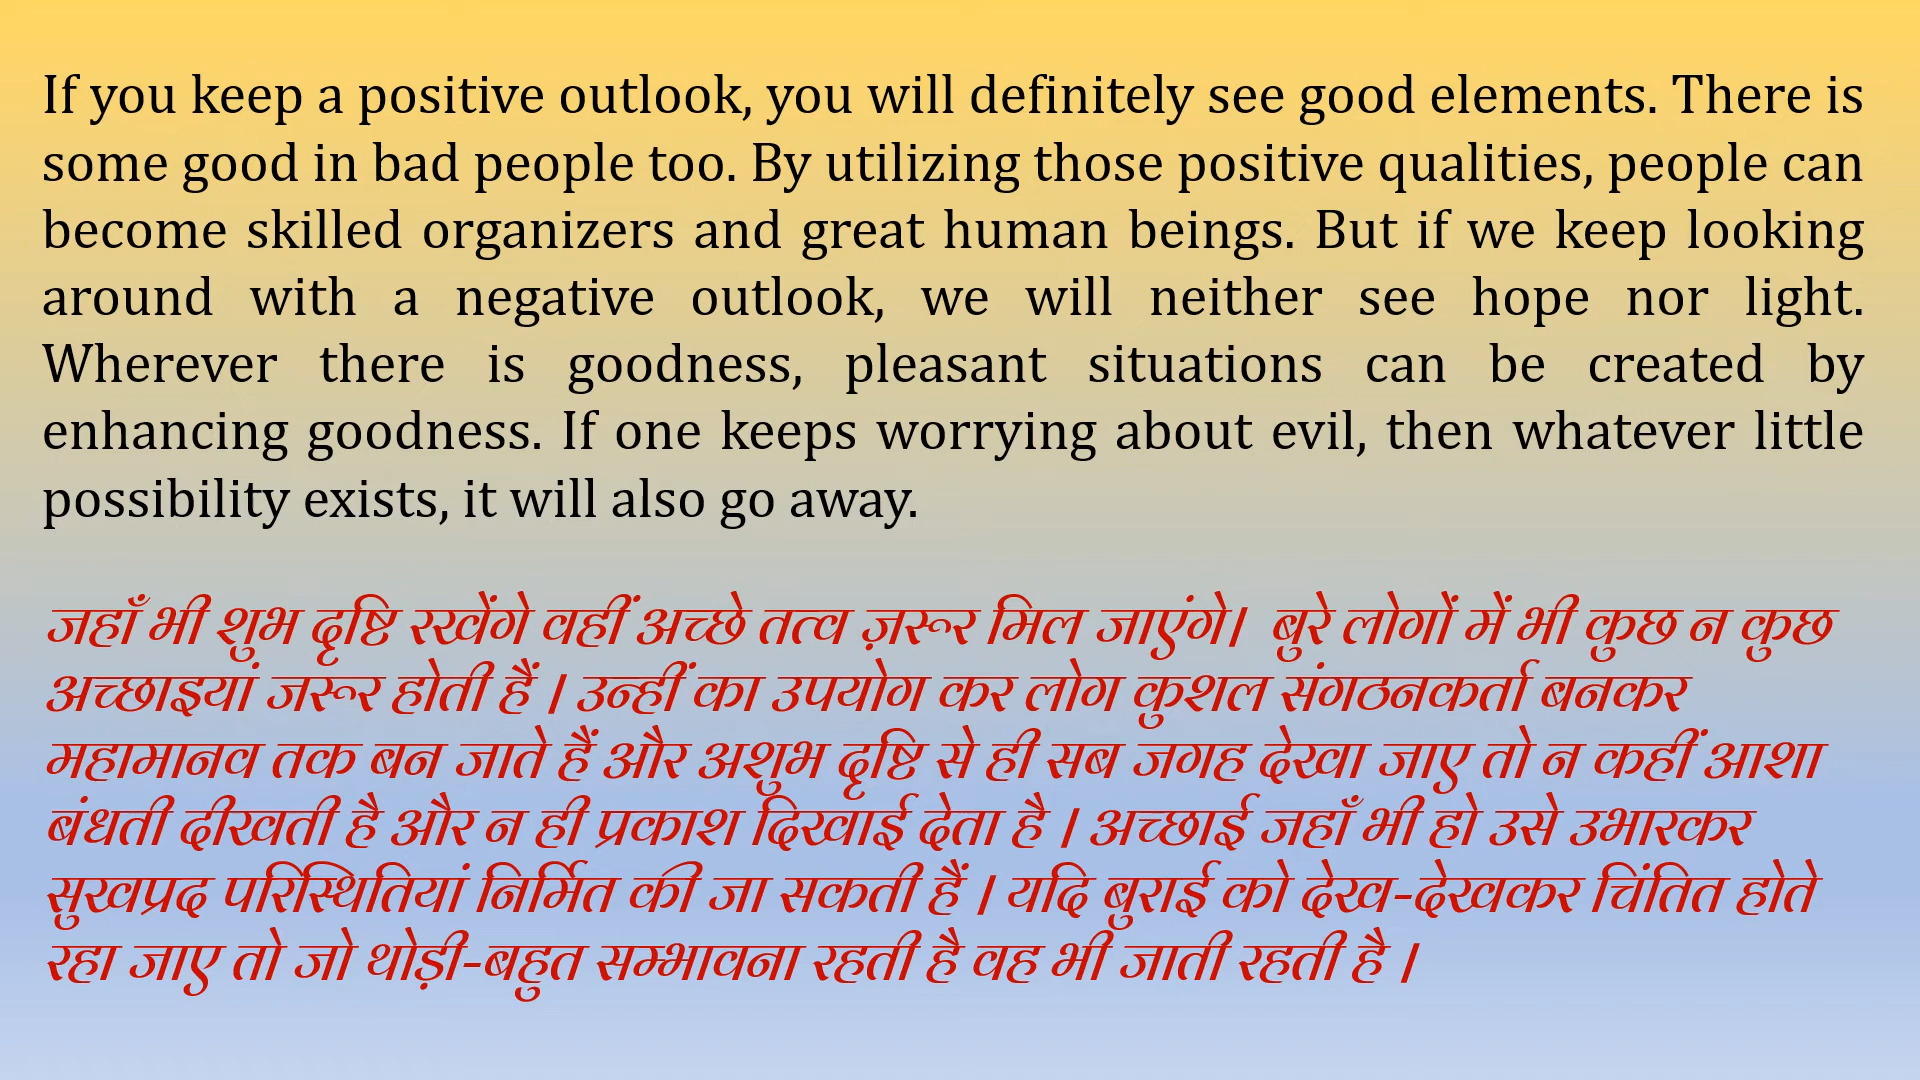 If you keep a positive outlook, you will definitely see good elements. There is
some good in bad people too. By utilizing those positive qualities, people can
become skilled organizers and great human beings. But if we keep looking
around with a negative outlook, we will neither see hope nor light.
Wherever there is goodness, pleasant situations can be created by
enhancing goodness. If one keeps worrying about evil, then whatever little
possibility exists, it will also go away.
जहाँ भी शुभ दृष्टि रखेंगे वहीं अच्छे तत्व ज़रूर मिल जाएंगे। बुरे लोगों में भी कुछ न कुछ
अच्छाइयां जरूर होती हैं । उन्हीं का उपयोग कर लोग कुशल संगठनकर्ता बनकर
महामानव तक बन जाते हैं और अशुभ दृष्टि से ही सब जगह देखा जाए तो न कहीं आशा
बंधती दीखती है और न ही प्रकाश दिखाई देता है । अच्छाई जहाँ भी हो उसे उभारकर
सुखप्रद परिस्थितियां निर्मित की जा सकती हैं । यदि बुराई को देख-देखकर चिंतित होते
रहा जाए तो जो थोड़ी-बहुत सम्भावना रहती है वह भी जाती रहती है ।